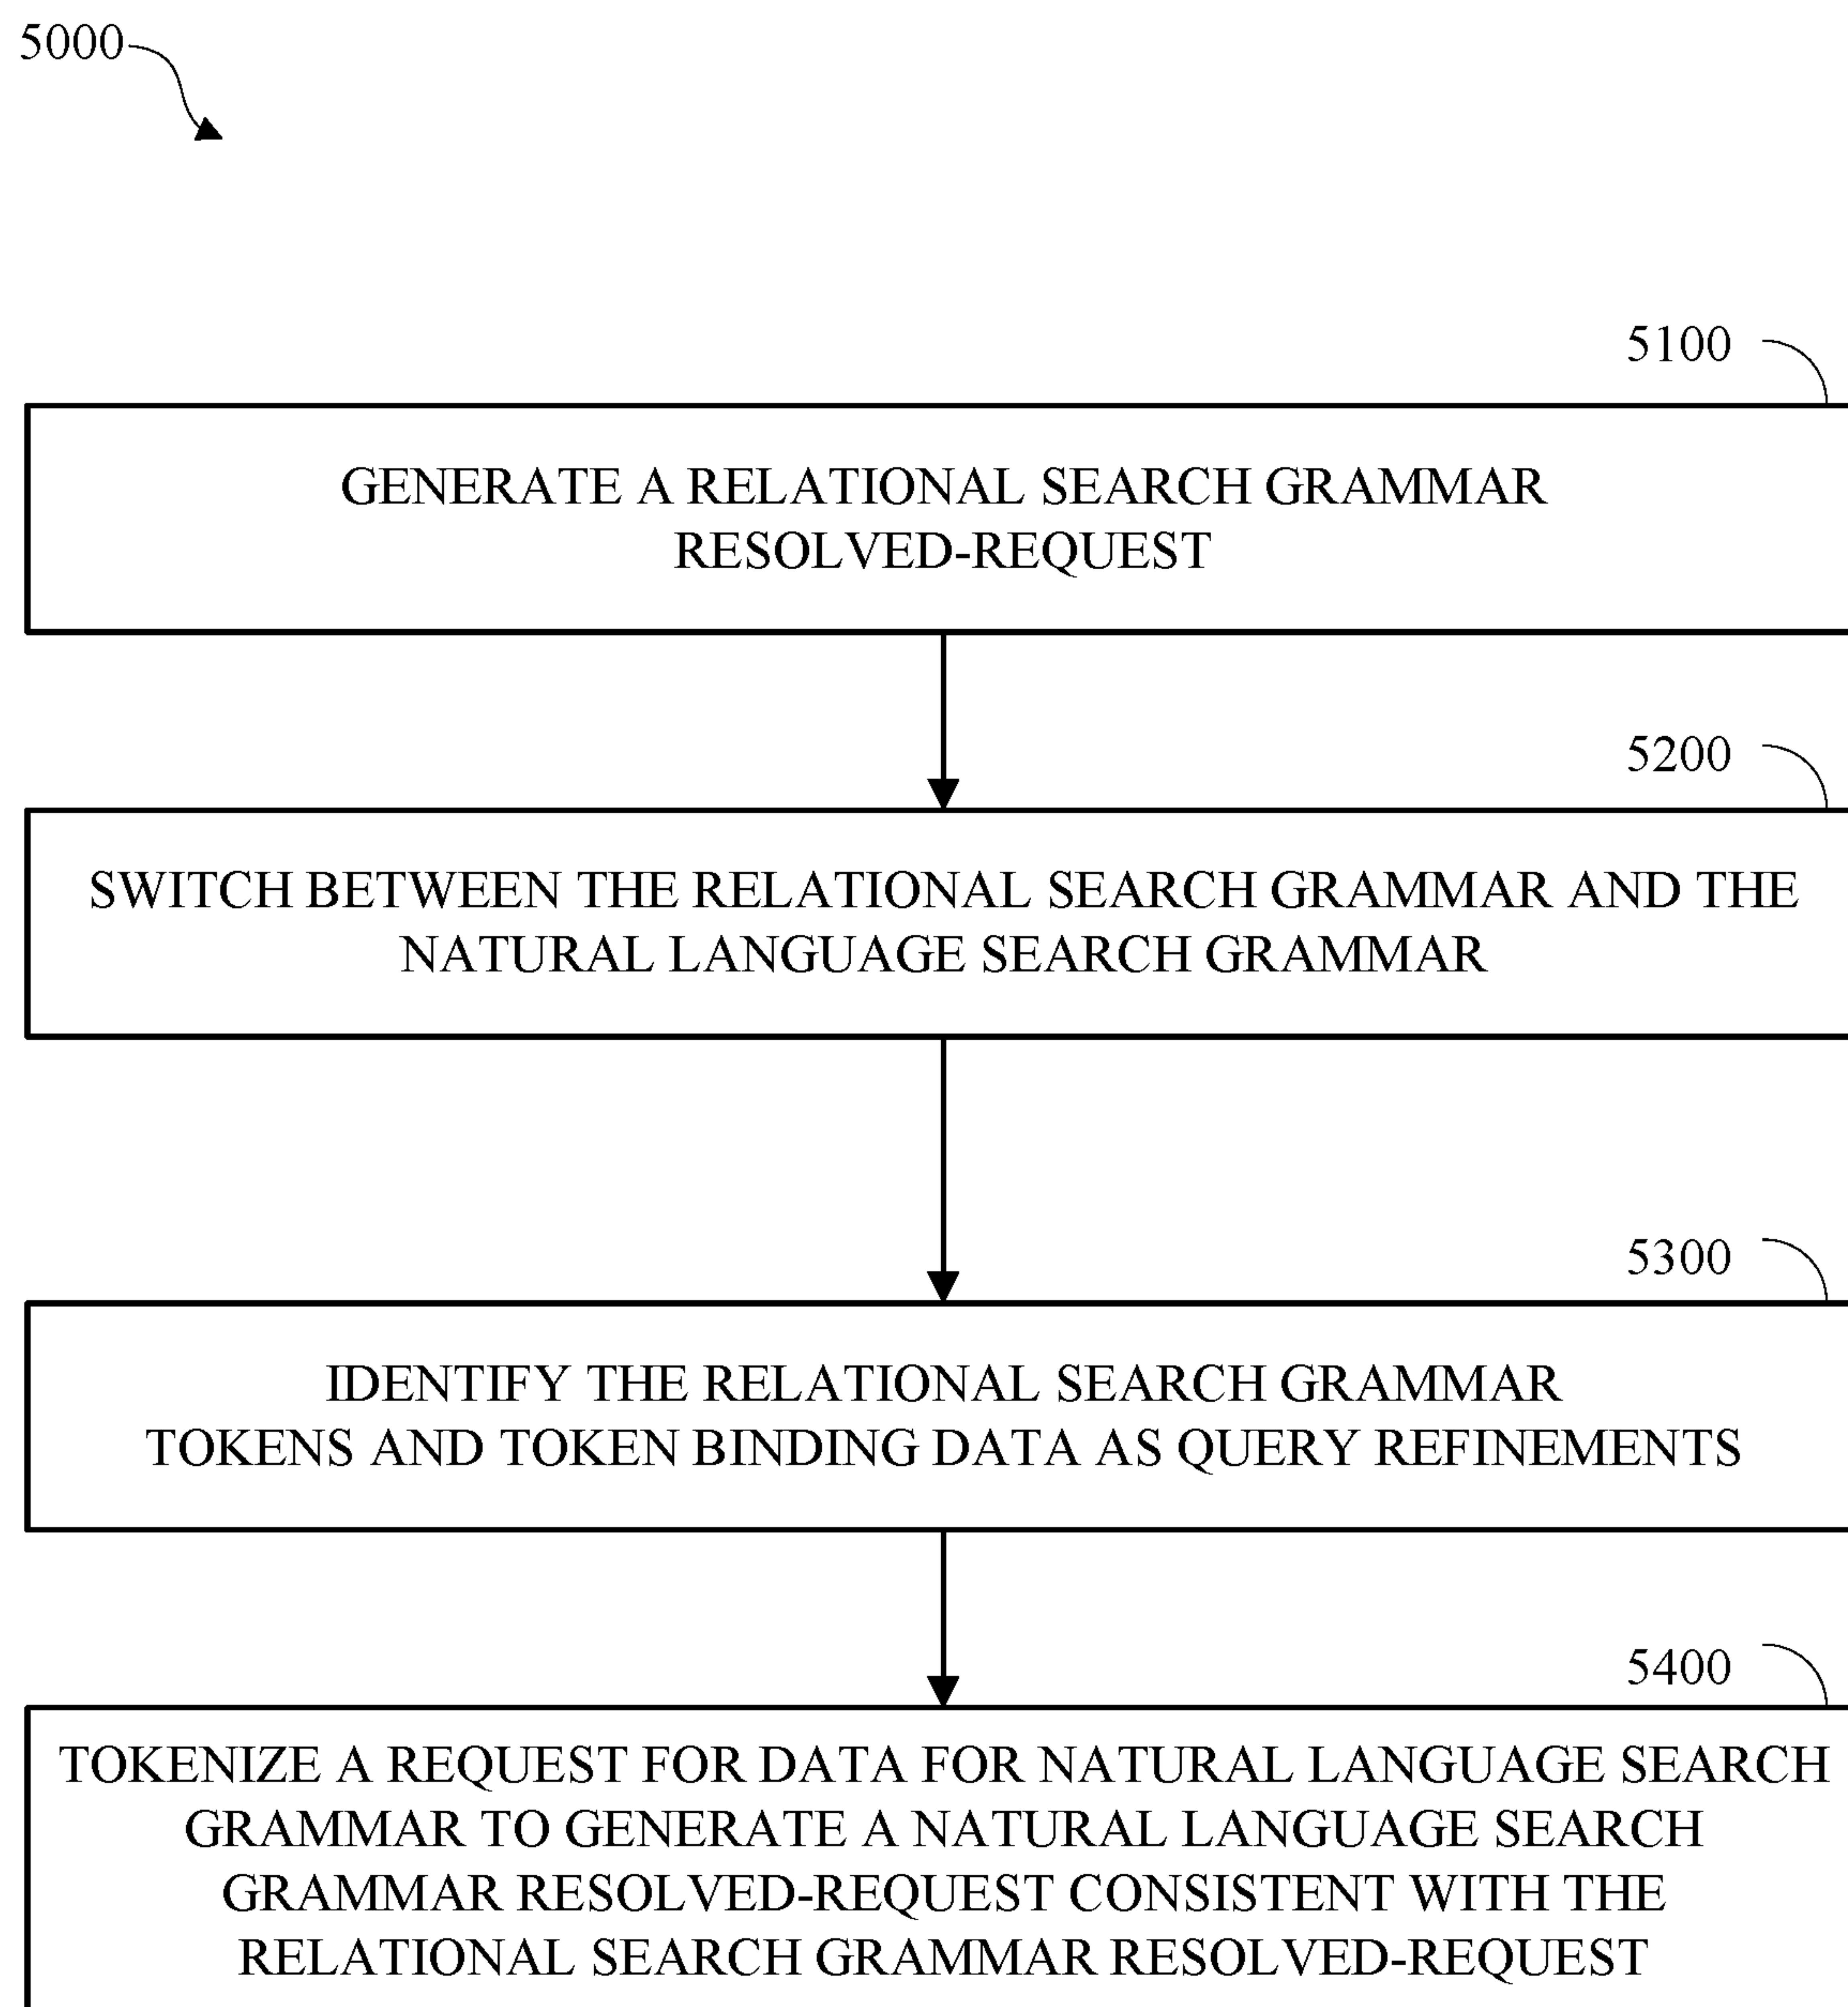 5000
5100
GENERATE A RELATIONAL SEARCH GRAMMAR
RESOLVED-REQUEST
5200
SWITCH BETWEEN THE RELATIONAL SEARCH GRAMMAR AND THE
NATURAL LANGUAGE SEARCH GRAMMAR
5300
IDENTIFY THE RELATIONAL SEARCH GRAMMAR
TOKENS AND TOKEN BINDING DATA AS QUERY REFINEMENTS
5400
TOKENIZE A REQUEST FOR DATA FOR NATURAL LANGUAGE SEARCH
GRAMMAR TO GENERATE A NATURAL LANGUAGE SEARCH
GRAMMAR RESOLVED-REQUEST CONSISTENT WITH THE
RELATIONAL SEARCH GRAMMAR RESOLVED-REQUEST